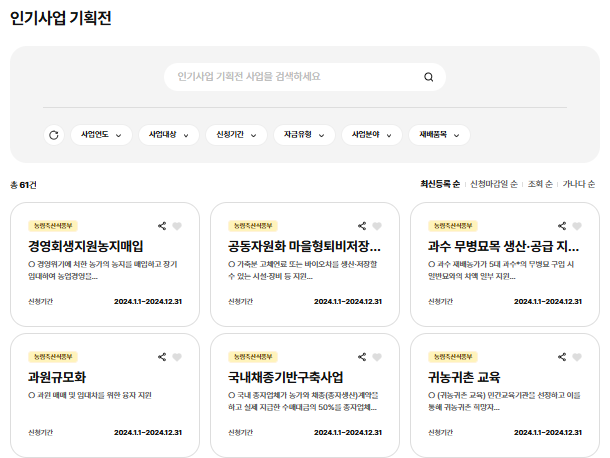 인기사업 기획전
인기사업 기획전 사업을 검색하세요
사업연도 사업대상 신청기간 자금유형 사업분야 재배품목
총 61건
최신등록 순 신청마감일 순 조회 순 가나다 순
농림축산식품부
경영회생지원농지매입
○ 경영위기에 처한 농가의 농지를 매입하고 장기
임대하여 농업경영을...
신청기간 2024.1.1~2024.12.31
농림축산식품부
공동자원화 마을형퇴비저장...
○ 가축분 고체연료 또는 바이오차를 생산·저장할
수 있는 시설·장비 등 지원...
신청기간 2024.1.1~2024.12.31
농림축산식품부
과수 무병묘목 생산·공급 지...
○ 과수 재배농가가 5대 과수*의 무병묘 구입 시
일반묘와의 차액 일부 지원...
신청기간 2024.1.1~2024.12.31
농림축산식품부
과원규모화
○ 과원 매매 및 임대차를 위한 융자 지원
신청기간 2024.1.1~2024.12.31
농림축산식품부
국내채종기반구축사업
○ 국내 종자업체가 농가와 채종(종자생산)계약을
하고 실제 지급한 수매대금의 50%를 종자업체...
신청기간 2024.1.1~2024.12.31
농림축산식품부
귀농귀촌 교육
○ (귀농귀촌 교육) 민간교육기관을 선정하고 이를
통해 귀농귀촌 희망자...
신청기간 2024.1.1~2024.12.31